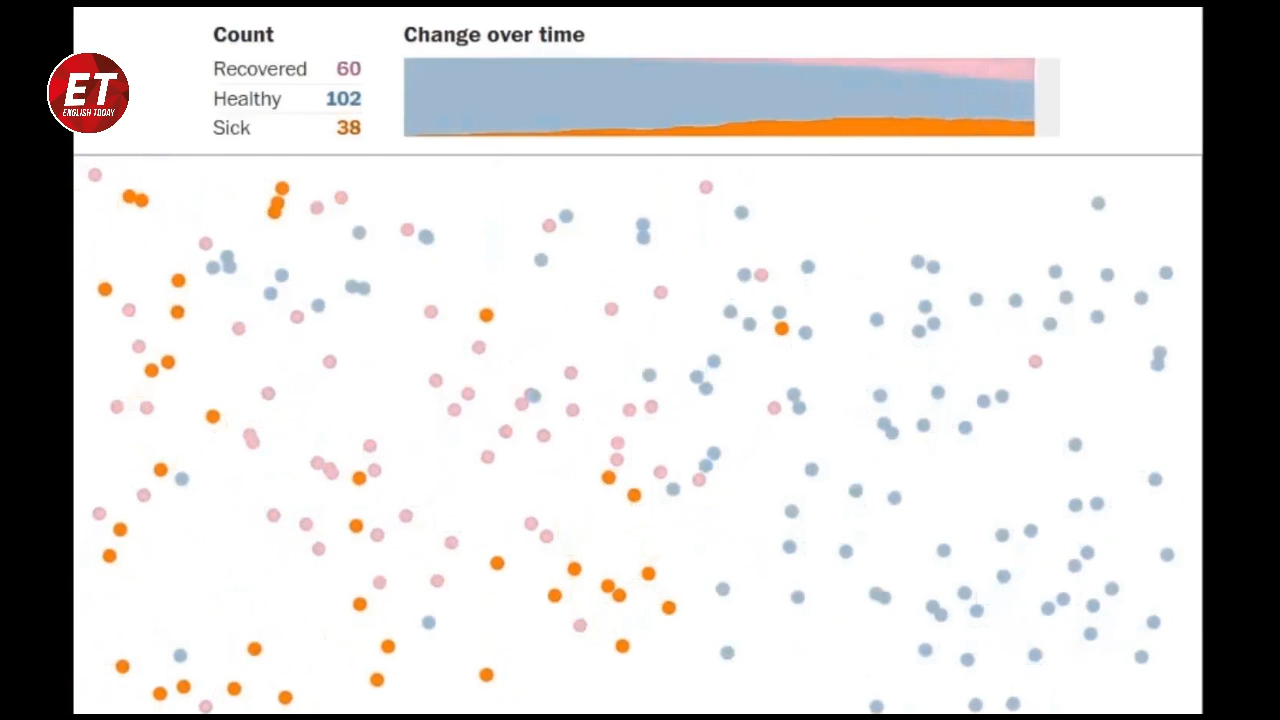 Count
Change over time
Recovered 60
Healthy 102
Sick 38
ET
ENGLISH TODAY